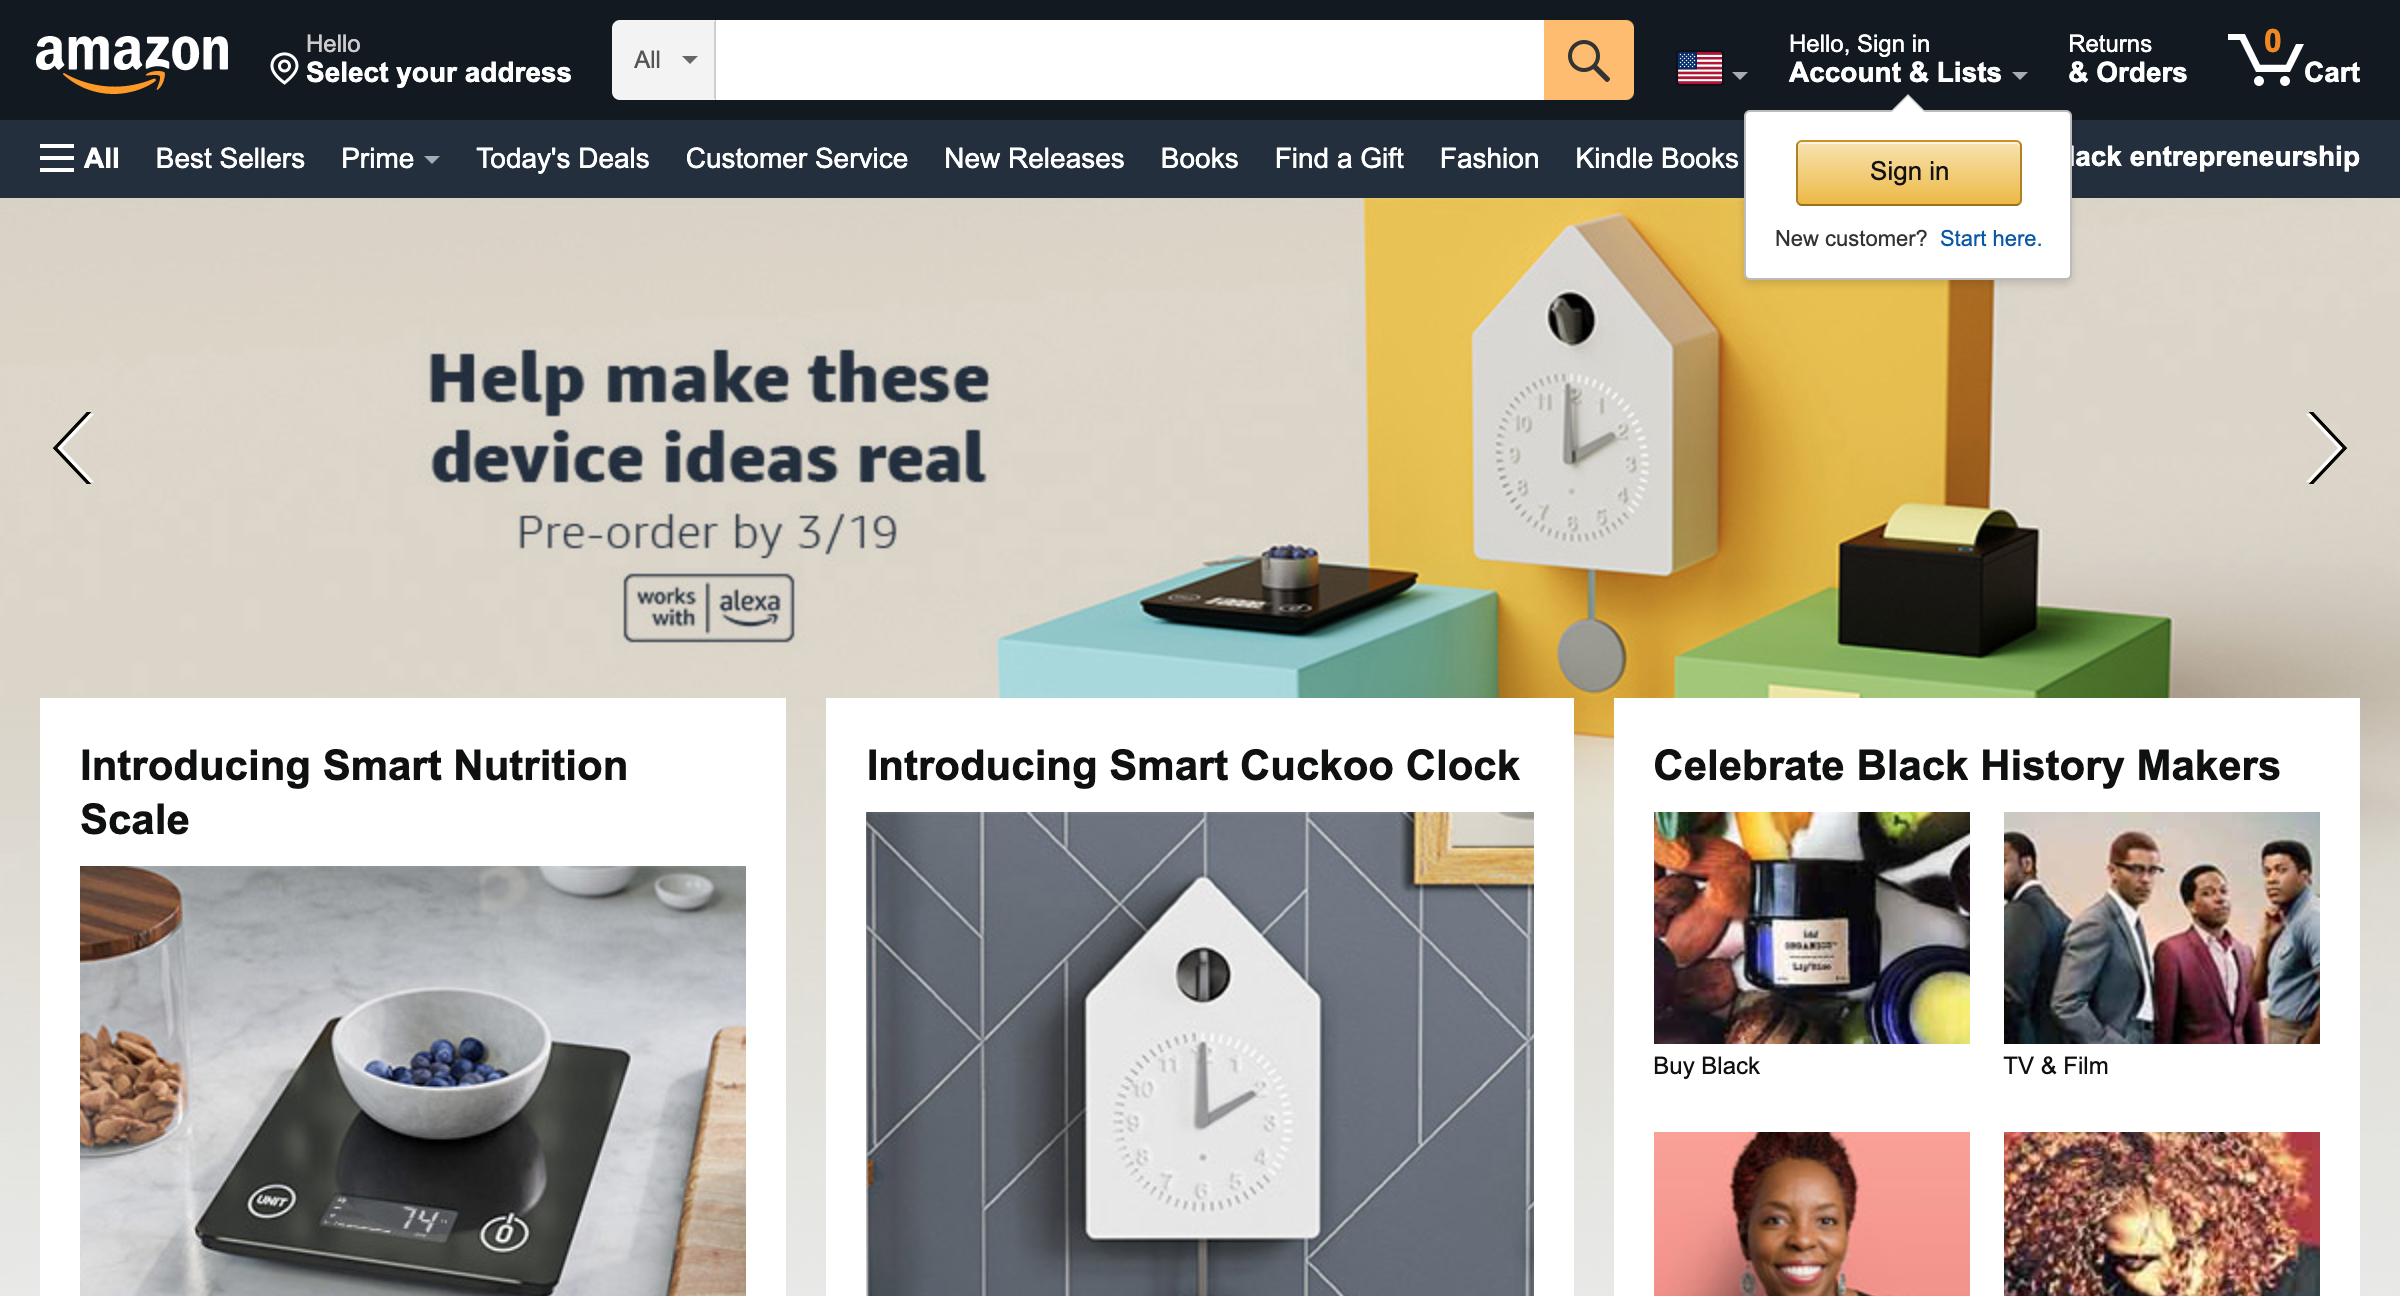 amazon
Hello
Select your address
All
Hello, Sign in
Account & Lists
Returns
& Orders
0
Cart
All
Best Sellers
Prime
Today's Deals
Customer Service
New Releases
Books
Find a Gift
Fashion
Kindle Books
lack entrepreneurship
Sign in
New customer? Start here.
Help make these
device ideas real
Pre-order by 3/19
works
with
alexa
Introducing Smart Nutrition
Scale
UNIT
74
Introducing Smart Cuckoo Clock
Celebrate Black History Makers
ORGANICS
Buy Black
TV & Film